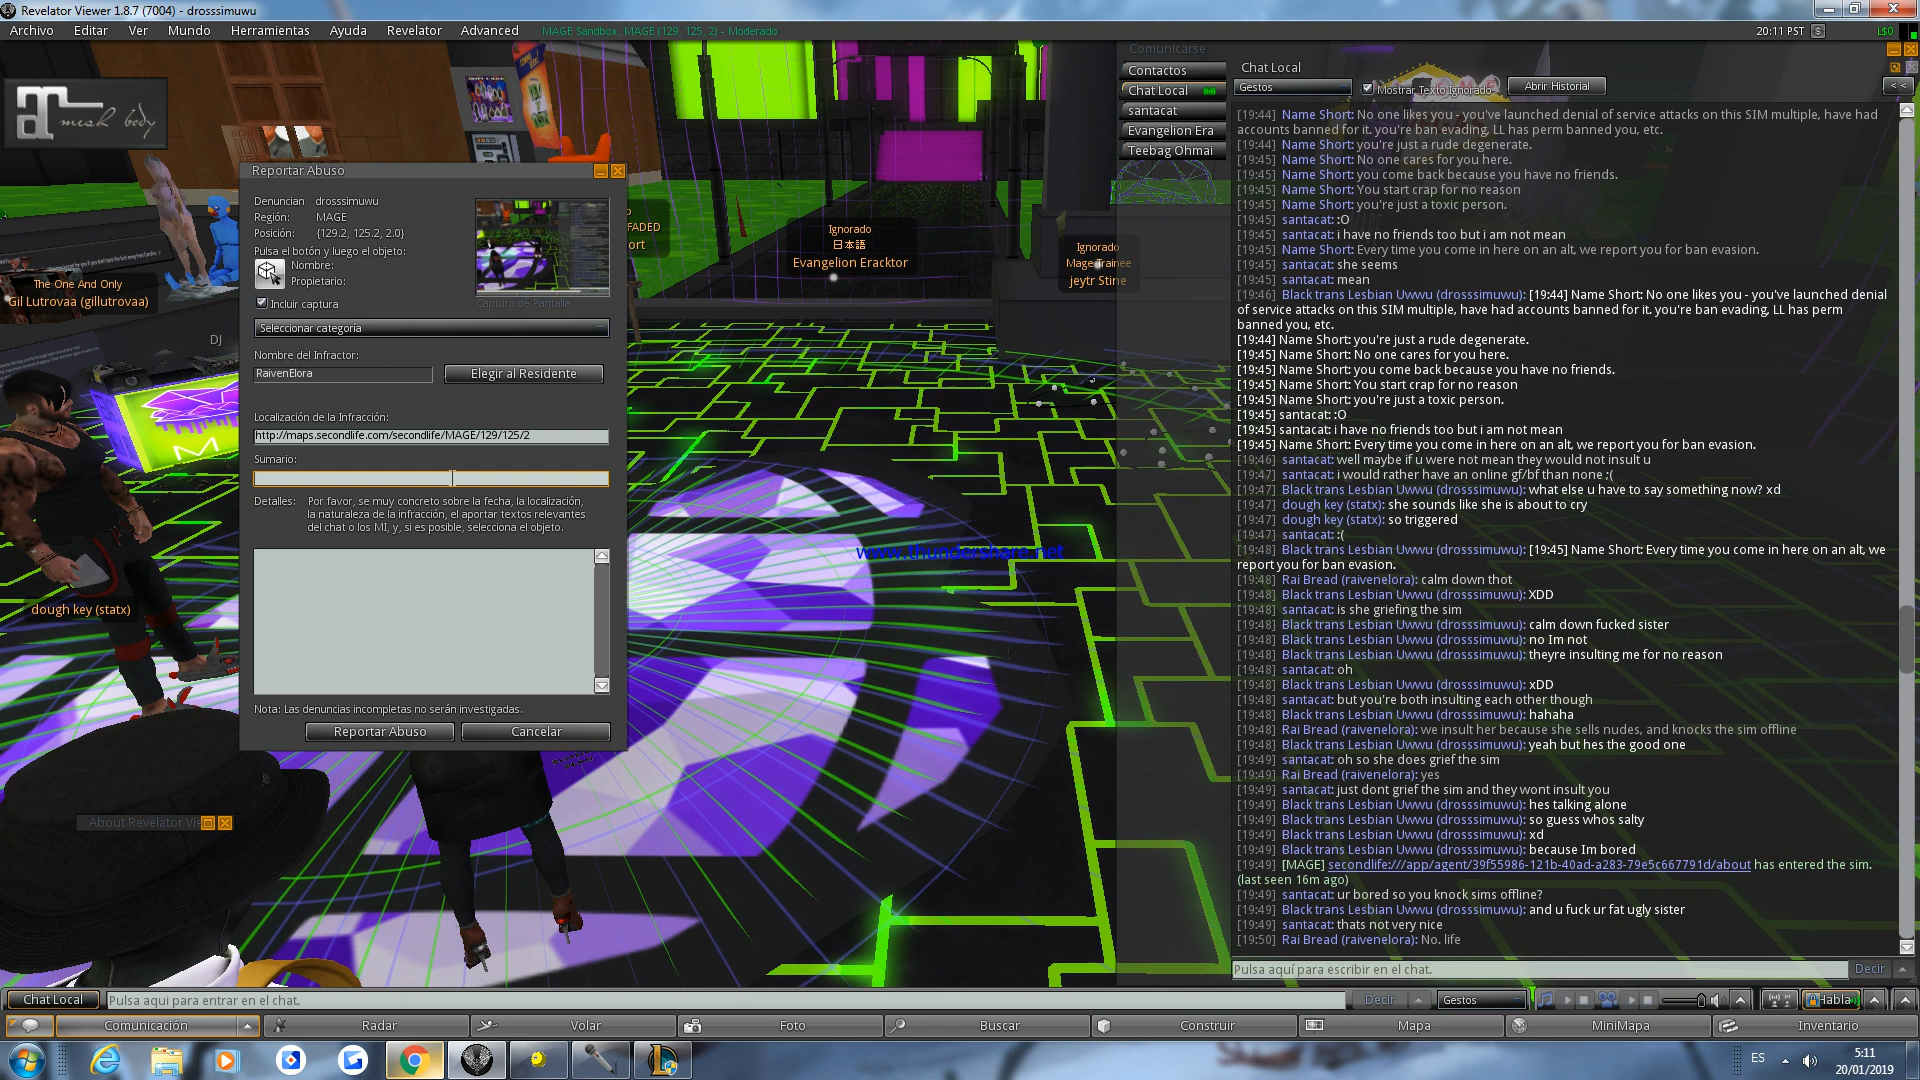 Revelator Viewer 1.8.7 (7004) - drosssimuwu
Archivo Editar Ver Mundo Herramientas Ayuda Revelator Advanced MAGE Sandbox, MAGE (129, 125, 2) - Moderado 20:11 PST L$0
mesh body
Reportar Abuso
Denuncian drosssimuwu
Región: MAGE
Posición: {129.2, 125.2, 2.0}
Pulsa el botón y luego el objeto:
Nombre:
Propietario:
Incluir captura
Captura de Pantalla
Seleccionar categoría
Nombre del Infractor:
RaivenElora Elegir al Residente
Localización de la Infracción:
http://maps.secondlife.com/secondlife/MAGE/129/125/2
Sumario:
Detalles: Por favor, se muy concreto sobre la fecha, la localización,
la naturaleza de la infracción, el aportar textos relevantes
del chat o los MI, y, si es posible, selecciona el objeto.
Nota: Las denuncias incompletas no serán investigadas.
Reportar Abuso Cancelar
The One And Only
Gil Lutrovaa (gillutrovaa)
DJ
dough key (statx)
FADED
Ignorado
日本語
Evangelion Eracktor
Ignorado
Mage Trainee
jeytr Stine
www.thundershare.net
Comunicarse
Contactos
Chat Local
santacat
Evangelion Era
Teebag Ohmai
Chat Local
Gestos Mostrar Texto Ignorado Abrir Historial <<
[19:44] Name Short: No one likes you - you've launched denial of service attacks on this SIM multiple, have had
accounts banned for it. you're ban evading, LL has perm banned you, etc.
[19:44] Name Short: you're just a rude degenerate.
[19:45] Name Short: No one cares for you here.
[19:45] Name Short: you come back because you have no friends.
[19:45] Name Short: You start crap for no reason
[19:45] Name Short: you're just a toxic person.
[19:45] santacat: :O
[19:45] santacat: i have no friends too but i am not mean
[19:45] Name Short: Every time you come in here on an alt, we report you for ban evasion.
[19:45] santacat: she seems
[19:45] santacat: mean
[19:46] Black trans Lesbian Uwwu (drosssimuwu): [19:44] Name Short: No one likes you - you've launched denial
of service attacks on this SIM multiple, have had accounts banned for it. you're ban evading, LL has perm
banned you, etc.
[19:44] Name Short: you're just a rude degenerate.
[19:45] Name Short: No one cares for you here.
[19:45] Name Short: you come back because you have no friends.
[19:45] Name Short: You start crap for no reason
[19:45] Name Short: you're just a toxic person.
[19:45] santacat: :O
[19:45] santacat: i have no friends too but i am not mean
[19:45] Name Short: Every time you come in here on an alt, we report you for ban evasion.
[19:46] santacat: well maybe if u were not mean they would not insult u
[19:47] santacat: i would rather have an online gf/bf than none ;(
[19:47] Black trans Lesbian Uwwu (drosssimuwu): what else u have to say something now? xd
[19:47] dough key (statx): she sounds like she is about to cry
[19:47] dough key (statx): so triggered
[19:47] santacat: :(
[19:48] Black trans Lesbian Uwwu (drosssimuwu): [19:45] Name Short: Every time you come in here on an alt, we
report you for ban evasion.
[19:48] Rai Bread (raivenelora): calm down thot
[19:48] Black trans Lesbian Uwwu (drosssimuwu): XDD
[19:48] santacat: is she griefing the sim
[19:48] Black trans Lesbian Uwwu (drosssimuwu): calm down fucked sister
[19:48] Black trans Lesbian Uwwu (drosssimuwu): no Im not
[19:48] Black trans Lesbian Uwwu (drosssimuwu): theyre insulting me for no reason
[19:48] santacat: oh
[19:48] Black trans Lesbian Uwwu (drosssimuwu): xDD
[19:48] santacat: but you're both insulting each other though
[19:48] Black trans Lesbian Uwwu (drosssimuwu): hahaha
[19:48] Rai Bread (raivenelora): we insult her because she sells nudes, and knocks the sim offline
[19:48] Black trans Lesbian Uwwu (drosssimuwu): yeah but hes the good one
[19:49] santacat: oh so she does grief the sim
[19:49] Rai Bread (raivenelora): yes
[19:49] santacat: just dont grief the sim and they wont insult you
[19:49] Black trans Lesbian Uwwu (drosssimuwu): hes talking alone
[19:49] Black trans Lesbian Uwwu (drosssimuwu): so guess whos salty
[19:49] Black trans Lesbian Uwwu (drosssimuwu): xd
[19:49] Black trans Lesbian Uwwu (drosssimuwu): because Im bored
[19:49] [MAGE] secondlife:///app/agent/39f55986-121b-40ad-a283-79e5c667791d/about has entered the sim.
(last seen 16m ago)
[19:49] santacat: ur bored so you knock sims offline?
[19:49] Black trans Lesbian Uwwu (drosssimuwu): and u fuck ur fat ugly sister
[19:49] santacat: thats not very nice
[19:50] Rai Bread (raivenelora): No. life
Pulsa aquí para escribir en el chat. Decir
About Revelator Vie
Chat Local Pulsa aqui para entrar en el chat. Decir Gestos Habla
Comunicación Radar Volar Foto Buscar Construir Mapa MiniMapa Inventario
ES 5:11
20/01/2019